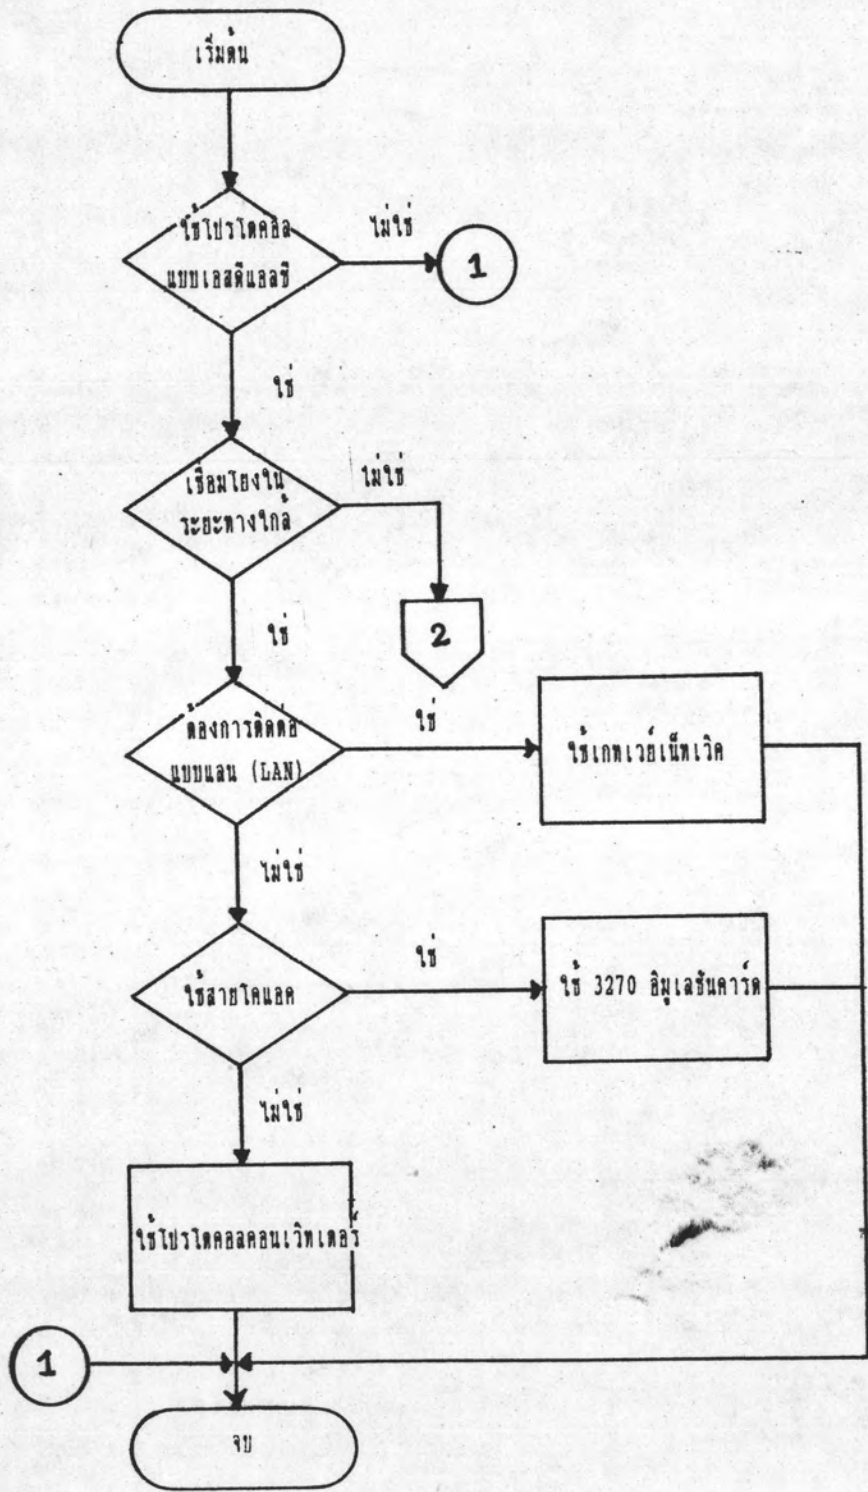 เริ่มต้น
ใช้โปรโตคอล
แบบเอสดีแอลซี
ไม่ใช่
1
ใช่
เชื่อมโยงใน
ระยะทางใกล้
ไม่ใช่
2
ใช่
ต้องการติดต่อ
แบบแลน (LAN)
ใช่
ใช้เกทเวย์เน็ทเวิค
ไม่ใช่
ใช้สายโคแอค
ใช่
ใช้ 3270 อิมูเลชันคาร์ด
ไม่ใช่
ใช้โปรโตคอลคอนเวิทเตอร์
1
จบ